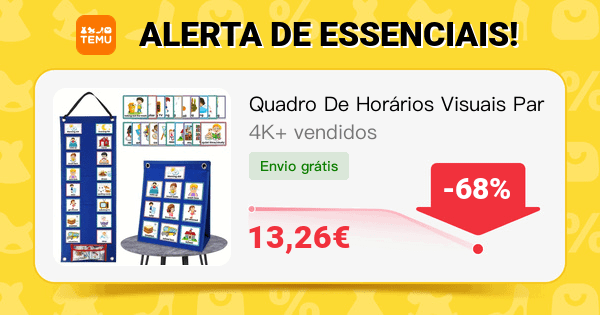 TEMU
ALERTA DE ESSENCIAIS!
Quadro De Horários Visuais Par
4K+ vendidos
Envio grátis
-68%
13,26€